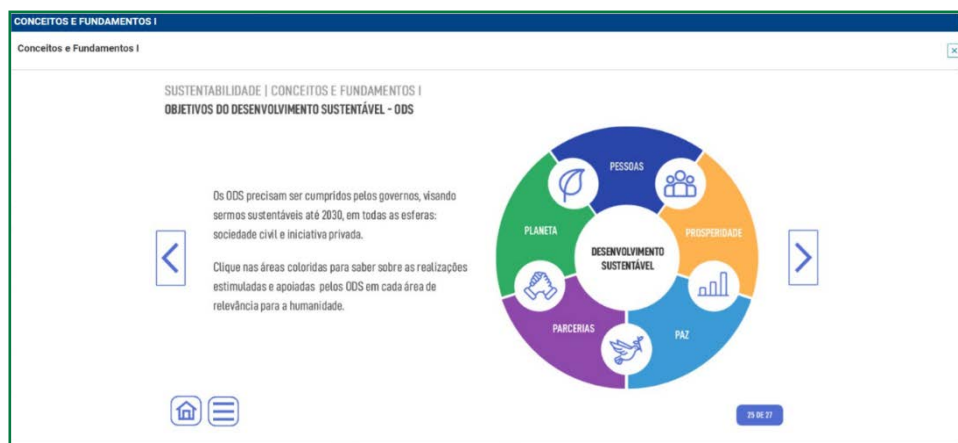 CONCEITOS E FUNDAMENTOS I
Conceitos e Fundamentos I
SUSTENTABILIDADE | CONCEITOS E FUNDAMENTOS I
OBJETIVOS DO DESENVOLVIMENTO SUSTENTÁVEL - ODS
Os ODS precisam ser cumpridos pelos governos, visando
sermos sustentáveis até 2030, em todas as esferas:
sociedade civil e iniciativa privada.
Clique nas áreas coloridas para saber sobre as realizações
estimuladas e apoiadas pelos ODS em cada área de
relevância para a humanidade.
PESSOAS
PLANETA
PROSPERIDADE
DESENVOLVIMENTO
SUSTENTÁVEL
PARCERIAS
PAZ
25 DE 27